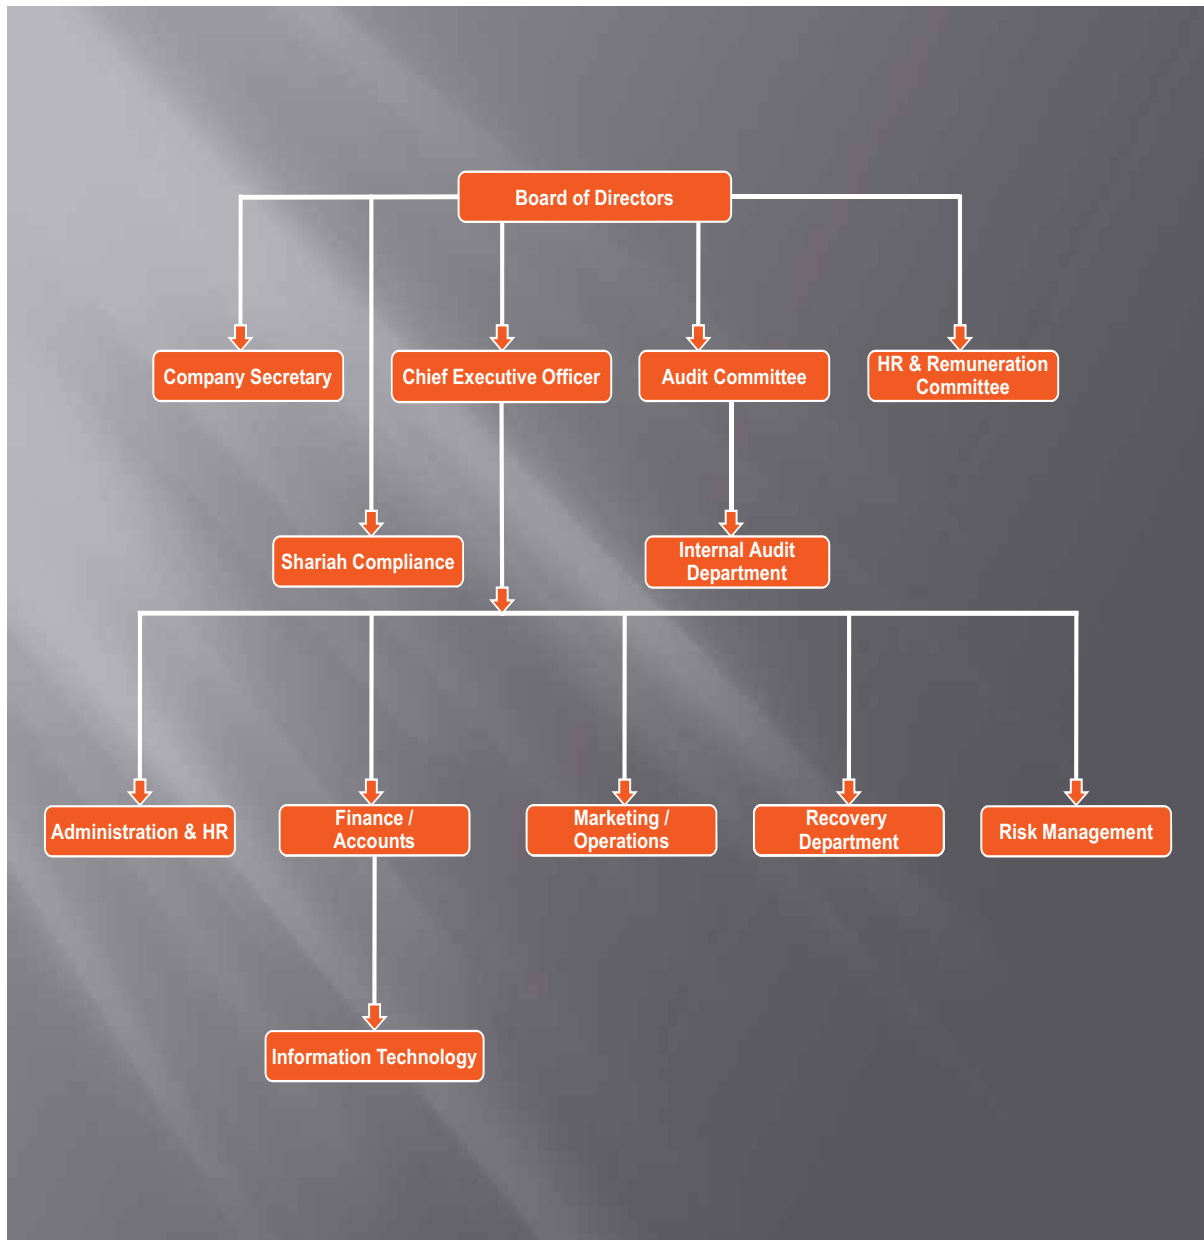 Board of Directors
Company Secretary
Chief Executive Officer
Audit Committee
HR & Remuneration
Committee
Shariah Compliance
Internal Audit
Department
Administration & HR
Finance /
Accounts
Marketing /
Operations
Recovery
Department
Risk Management
Information Technology